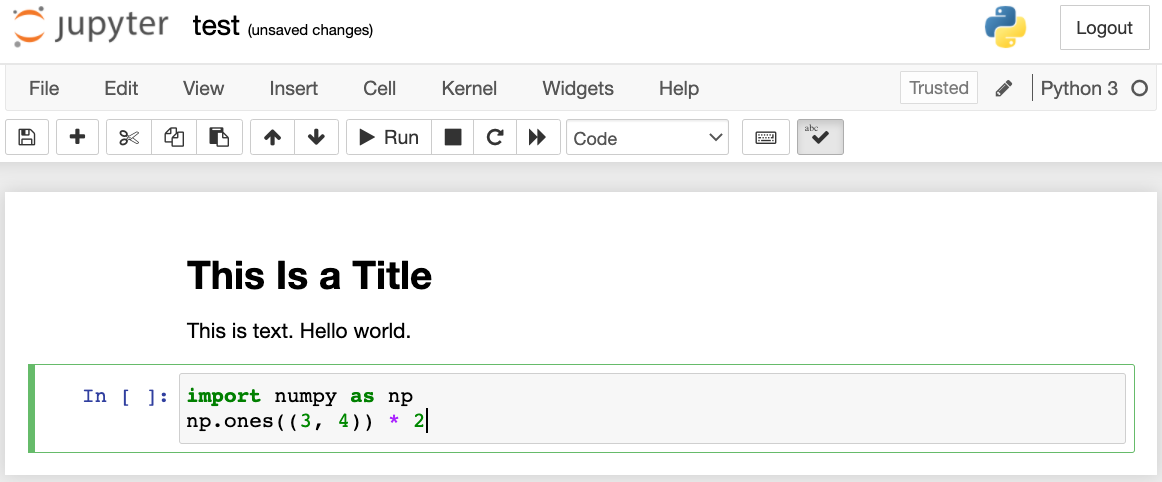 jupyter test (unsaved changes) Logout
File Edit View Insert Cell Kernel Widgets Help Trusted Python 3
Run Code abc
This Is a Title
This is text. Hello world.
In [ ]: import numpy as np
np.ones((3, 4)) * 2